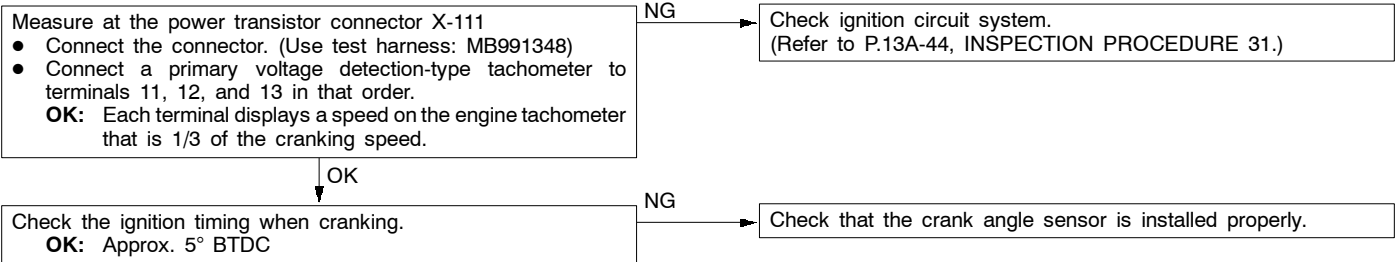 Measure at the power transistor connector X-111
● Connect the connector. (Use test harness: MB991348)
● Connect a primary voltage detection-type tachometer to
terminals 11, 12, and 13 in that order.
OK: Each terminal displays a speed on the engine tachometer
that is 1/3 of the cranking speed.
NG
Check ignition circuit system.
(Refer to P.13A-44, INSPECTION PROCEDURE 31.)
OK
Check the ignition timing when cranking.
OK: Approx. 5° BTDC
NG
Check that the crank angle sensor is installed properly.